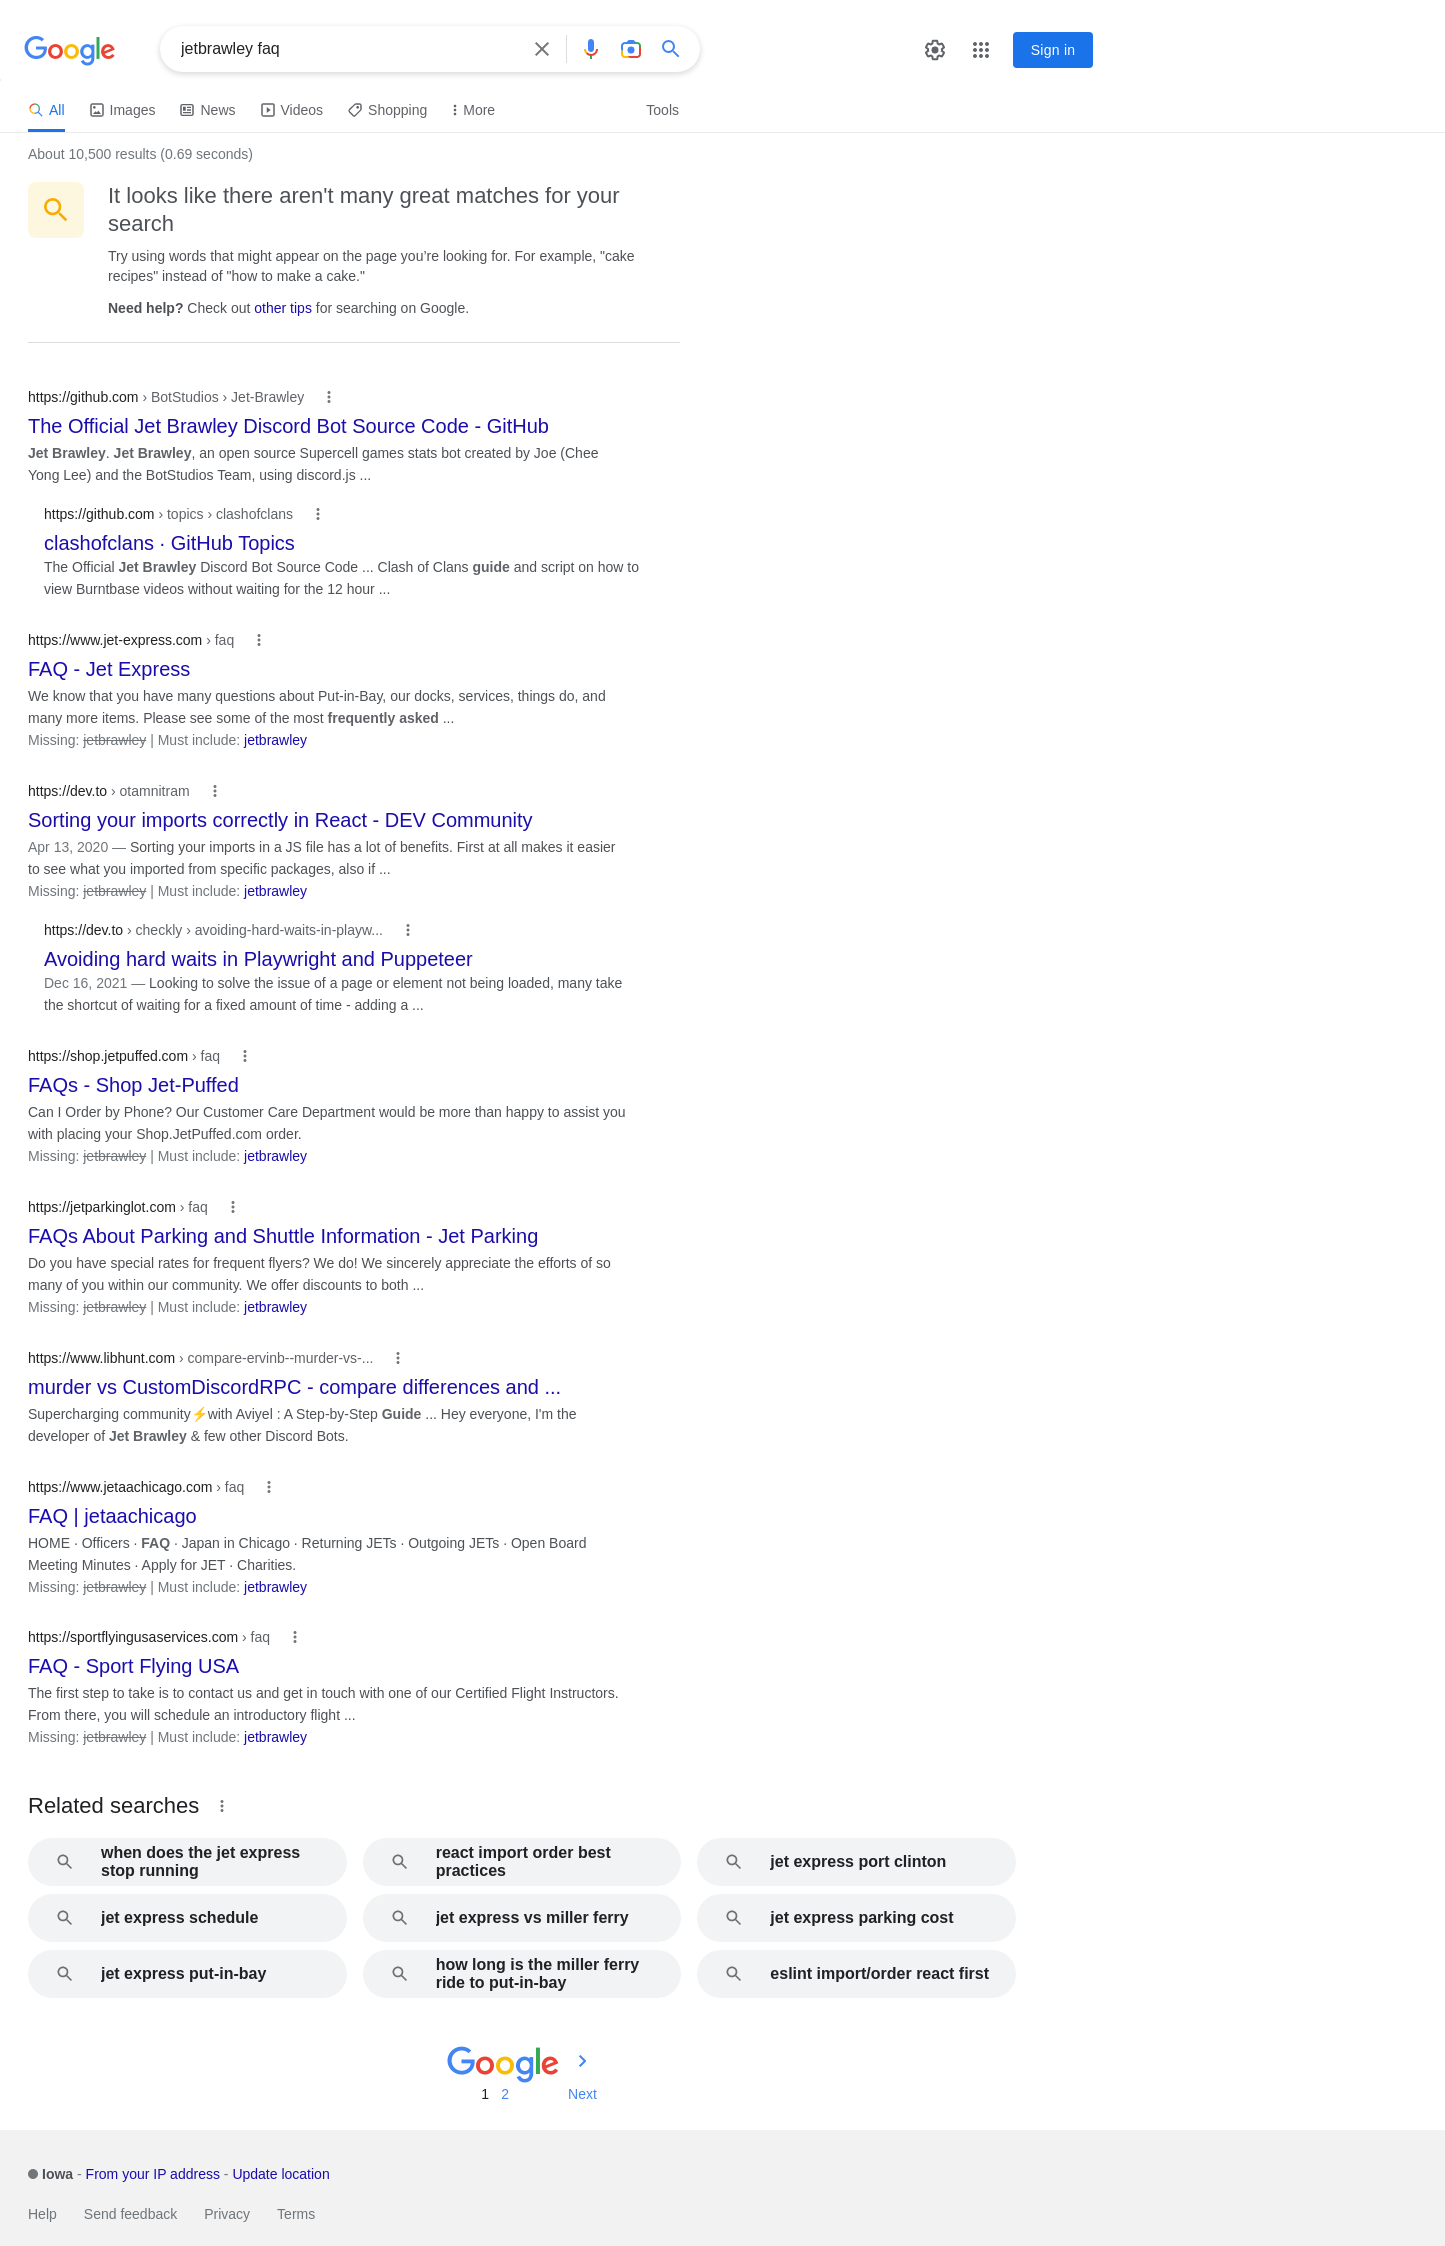 Google
jetbrawley faq
Sign in
All
Images
News
Videos
Shopping
More
Tools
About 10,500 results (0.69 seconds)
It looks like there aren't many great matches for your
search
Try using words that might appear on the page you’re looking for. For example, "cake
recipes" instead of "how to make a cake."
Need help? Check out other tips for searching on Google.
https://github.com › BotStudios › Jet-Brawley
The Official Jet Brawley Discord Bot Source Code - GitHub
Jet Brawley. Jet Brawley, an open source Supercell games stats bot created by Joe (Chee
Yong Lee) and the BotStudios Team, using discord.js ...
https://github.com › topics › clashofclans
clashofclans · GitHub Topics
The Official Jet Brawley Discord Bot Source Code ... Clash of Clans guide and script on how to
view Burntbase videos without waiting for the 12 hour ...
https://www.jet-express.com › faq
FAQ - Jet Express
We know that you have many questions about Put-in-Bay, our docks, services, things do, and
many more items. Please see some of the most frequently asked ...
Missing: jetbrawley | Must include: jetbrawley
https://dev.to › otamnitram
Sorting your imports correctly in React - DEV Community
Apr 13, 2020 — Sorting your imports in a JS file has a lot of benefits. First at all makes it easier
to see what you imported from specific packages, also if ...
Missing: jetbrawley | Must include: jetbrawley
https://dev.to › checkly › avoiding-hard-waits-in-playw...
Avoiding hard waits in Playwright and Puppeteer
Dec 16, 2021 — Looking to solve the issue of a page or element not being loaded, many take
the shortcut of waiting for a fixed amount of time - adding a ...
https://shop.jetpuffed.com › faq
FAQs - Shop Jet-Puffed
Can I Order by Phone? Our Customer Care Department would be more than happy to assist you
with placing your Shop.JetPuffed.com order.
Missing: jetbrawley | Must include: jetbrawley
https://jetparkinglot.com › faq
FAQs About Parking and Shuttle Information - Jet Parking
Do you have special rates for frequent flyers? We do! We sincerely appreciate the efforts of so
many of you within our community. We offer discounts to both ...
Missing: jetbrawley | Must include: jetbrawley
https://www.libhunt.com › compare-ervinb--murder-vs-...
murder vs CustomDiscordRPC - compare differences and ...
Supercharging community⚡with Aviyel : A Step-by-Step Guide ... Hey everyone, I'm the
developer of Jet Brawley & few other Discord Bots.
https://www.jetaachicago.com › faq
FAQ | jetaachicago
HOME · Officers · FAQ · Japan in Chicago · Returning JETs · Outgoing JETs · Open Board
Meeting Minutes · Apply for JET · Charities.
Missing: jetbrawley | Must include: jetbrawley
https://sportflyingusaservices.com › faq
FAQ - Sport Flying USA
The first step to take is to contact us and get in touch with one of our Certified Flight Instructors.
From there, you will schedule an introductory flight ...
Missing: jetbrawley | Must include: jetbrawley
Related searches
when does the jet express
stop running
react import order best
practices
jet express port clinton
jet express schedule
jet express vs miller ferry
jet express parking cost
jet express put-in-bay
how long is the miller ferry
ride to put-in-bay
eslint import/order react first
Google
1 2 Next
Iowa - From your IP address - Update location
Help Send feedback Privacy Terms